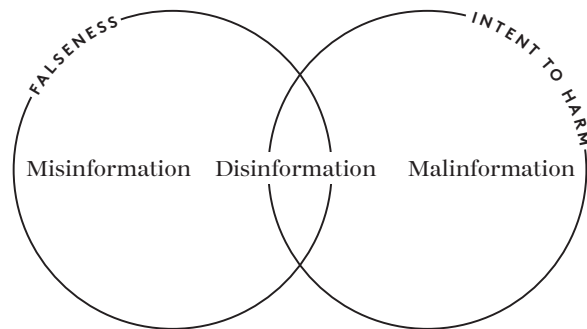 FALSENESS
INTENT TO HARM
Misinformation
Disinformation
Malinformation